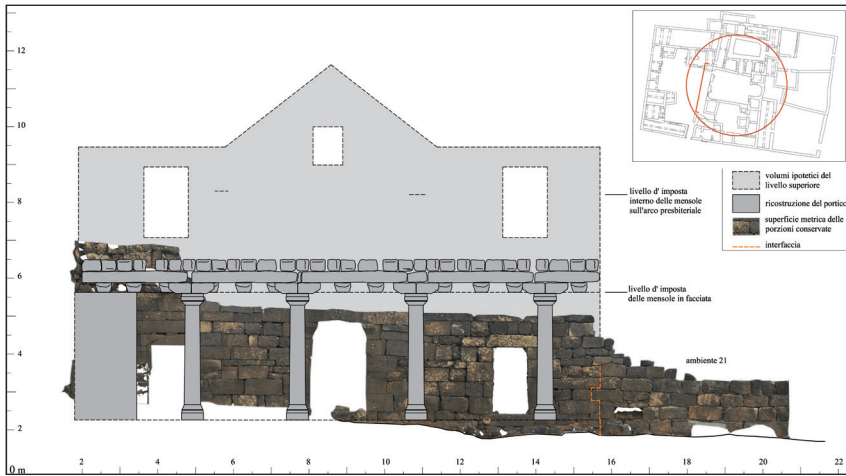 12
10
8
6
4
2
0 m
2
4
6
8
10
12
14
16
18
20
22
livello d' imposta
interno delle mensole
sull'arco presbiteriale
livello d' imposta
delle mensole in facciata
ambiente 21
volumi ipotetici del
livello superiore
ricostruzione del portico
superficie metrica delle
porzioni conservate
interfaccia